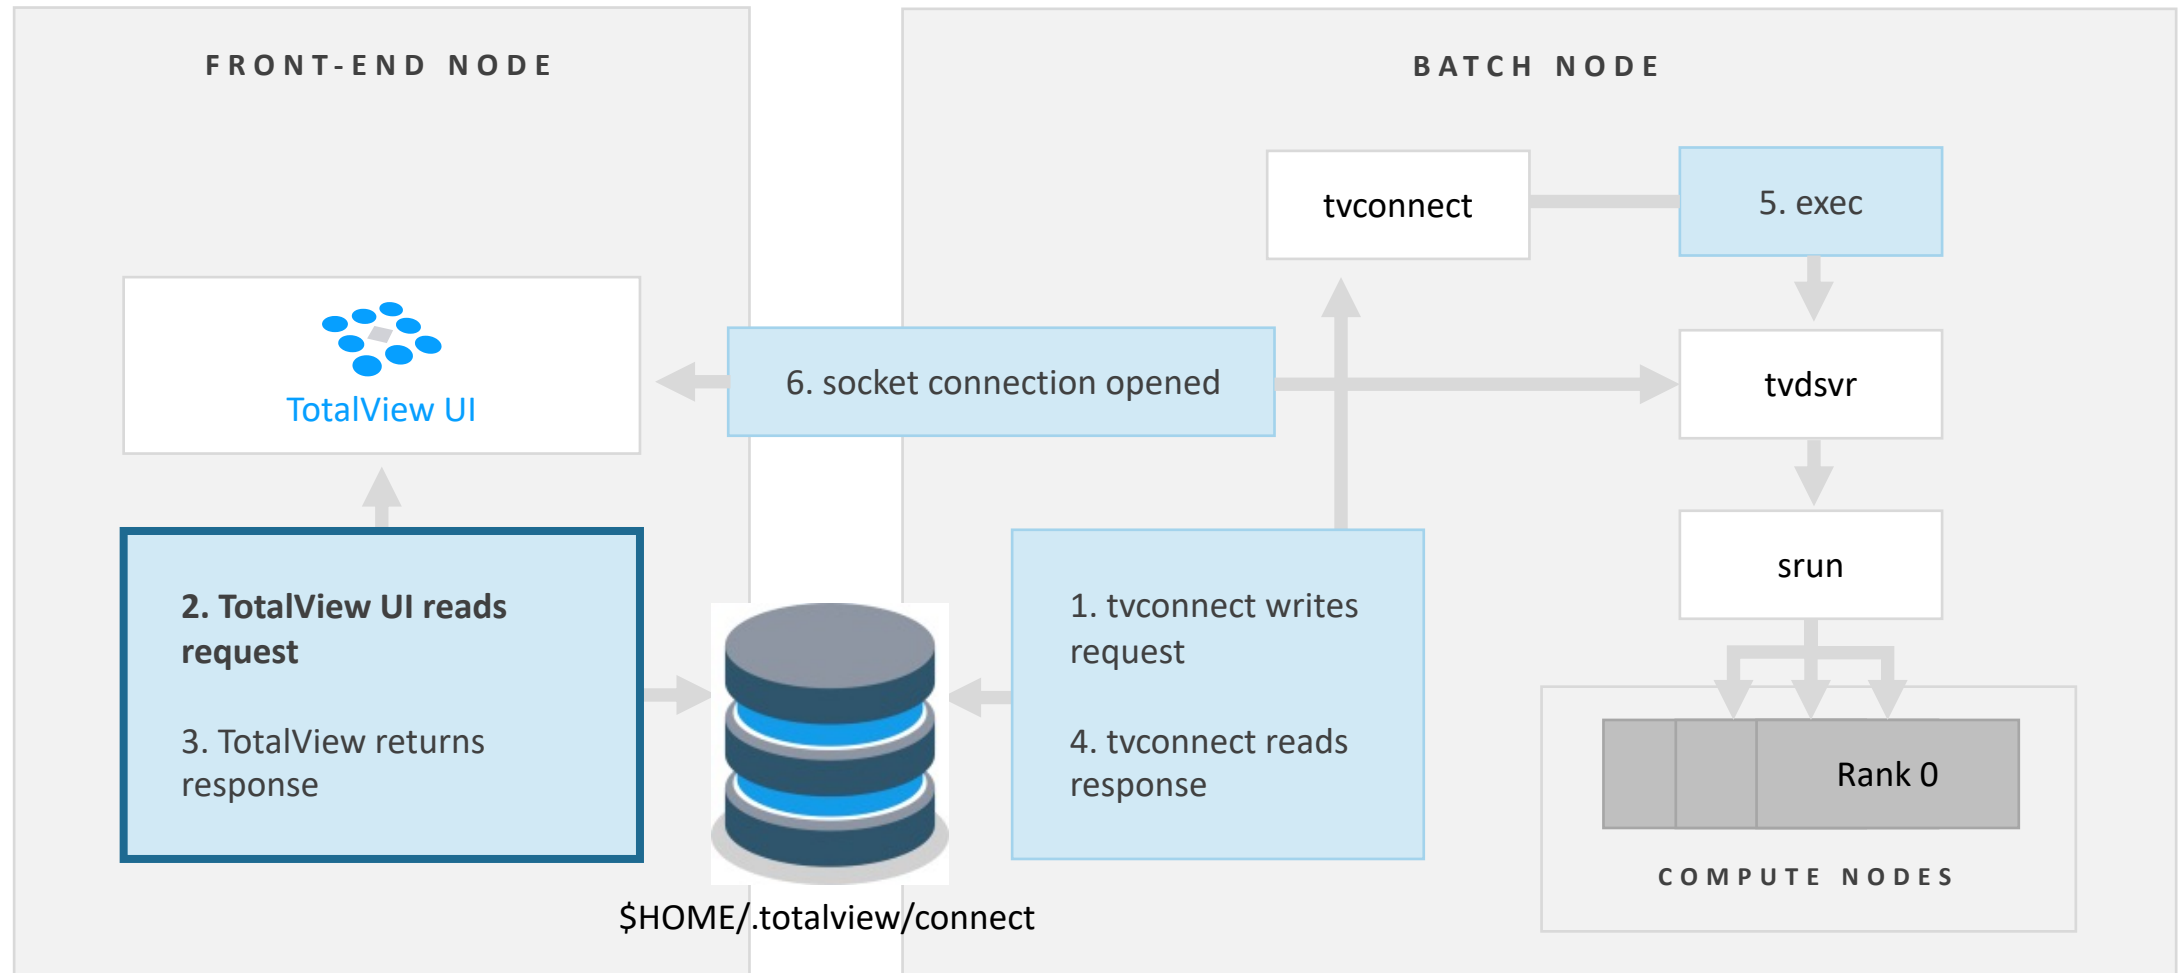 FRONT-END NODE
BATCH NODE
tvconnect
5. exec
TotalView UI
6. socket connection opened
tvdsvr
srun
2. TotalView UI reads
request
3. TotalView returns
response
1. tvconnect writes
request
4. tvconnect reads
response
Rank 0
COMPUTE NODES
$HOME/.totalview/connect